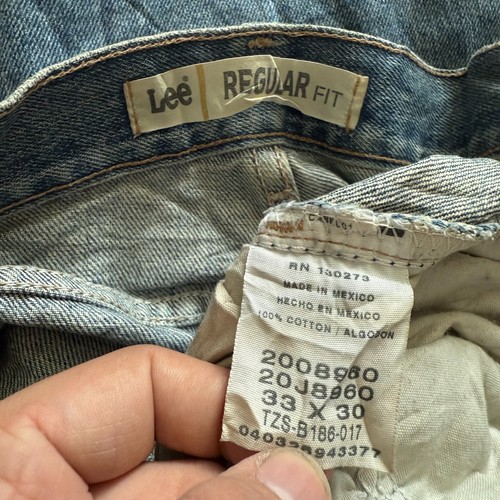 Lee® REGULAR FIT
RN 130273
MADE IN MEXICO
HECHO EN MEXICO
100% COTTON / ALGODON
2008960
20J8960
33 X 30
TZS-B186-017
040328943377